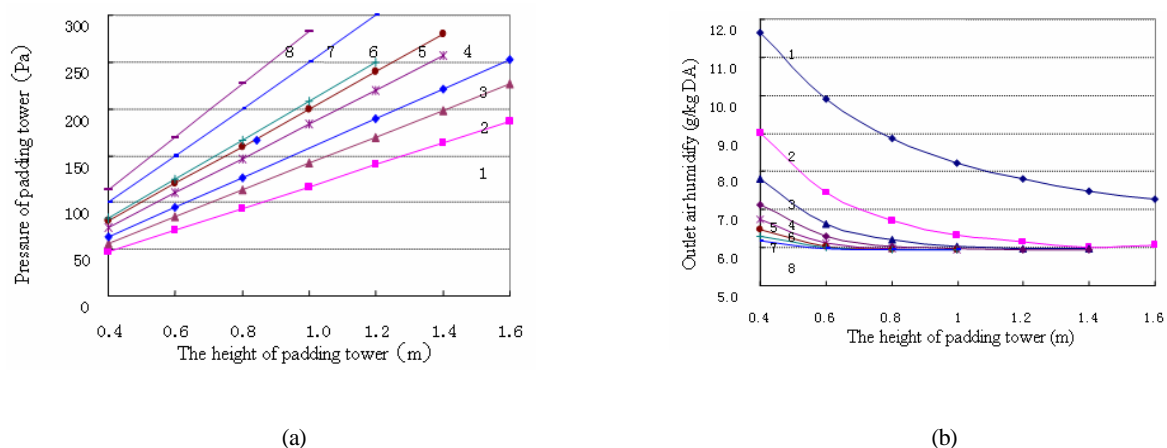 300
250
200
150
100
50
0
Pressure of padding tower (Pa)
8 7 6 5 4
3
2
1
0.4 0.6 0.8 1.0 1.2 1.4 1.6
The height of padding tower (m)
(a)
12.0
11.0
10.0
9.0
8.0
7.0
6.0
5.0
Outlet air humidify (g/kg DA)
1
2
3
4
5
6
7
8
0.4 0.6 0.8 1 1.2 1.4 1.6
The height of padding tower (m)
(b)